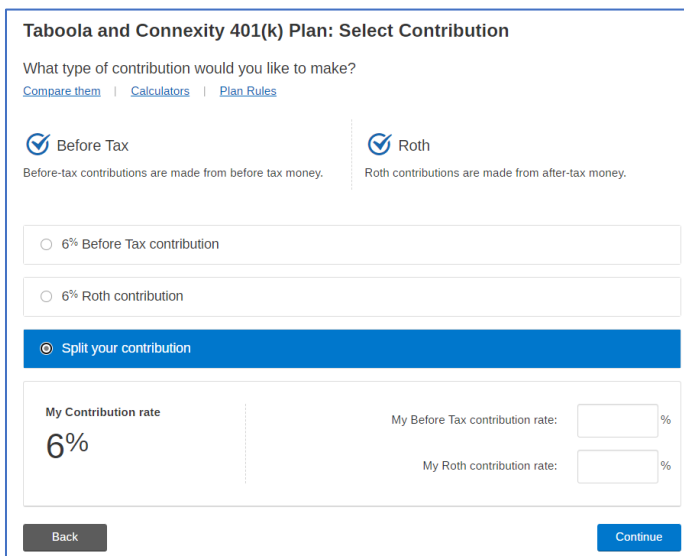 Taboola and Connexity 401(k) Plan: Select Contribution
What type of contribution would you like to make?
Compare them | Calculators | Plan Rules
Before Tax
Before-tax contributions are made from before tax money.
Roth
Roth contributions are made from after-tax money.
6% Before Tax contribution
6% Roth contribution
Split your contribution
My Contribution rate
6%
My Before Tax contribution rate: %
My Roth contribution rate: %
Back
Continue